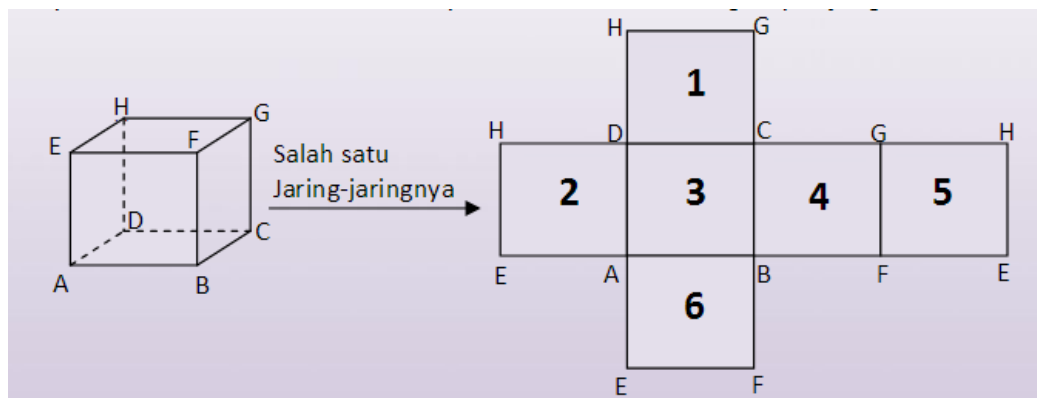 H G
E F
D C
A B
Salah satu
Jaring-jaringnya
H G
1
H D C G H
2 3 4 5
E A B F E
6
E F